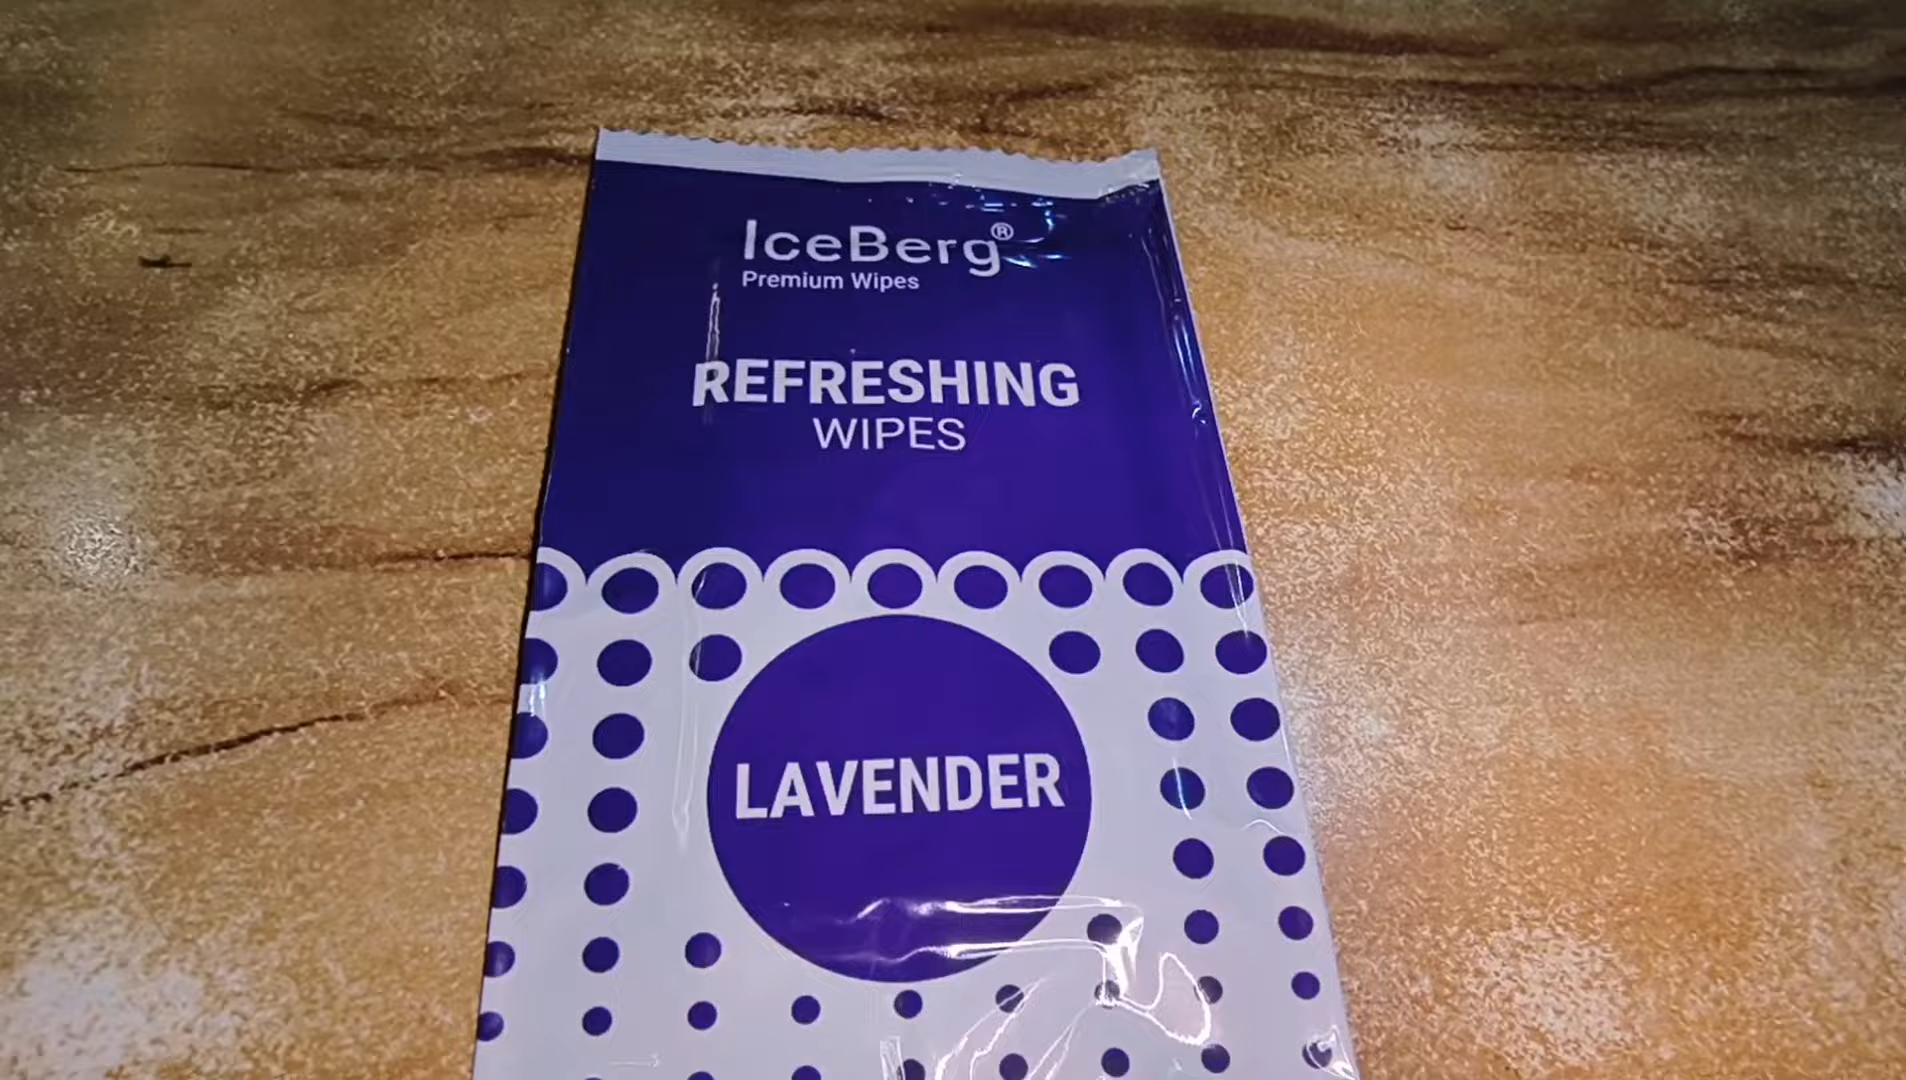 IceBerg®
Premium Wipes
REFRESHING
WIPES
LAVENDER